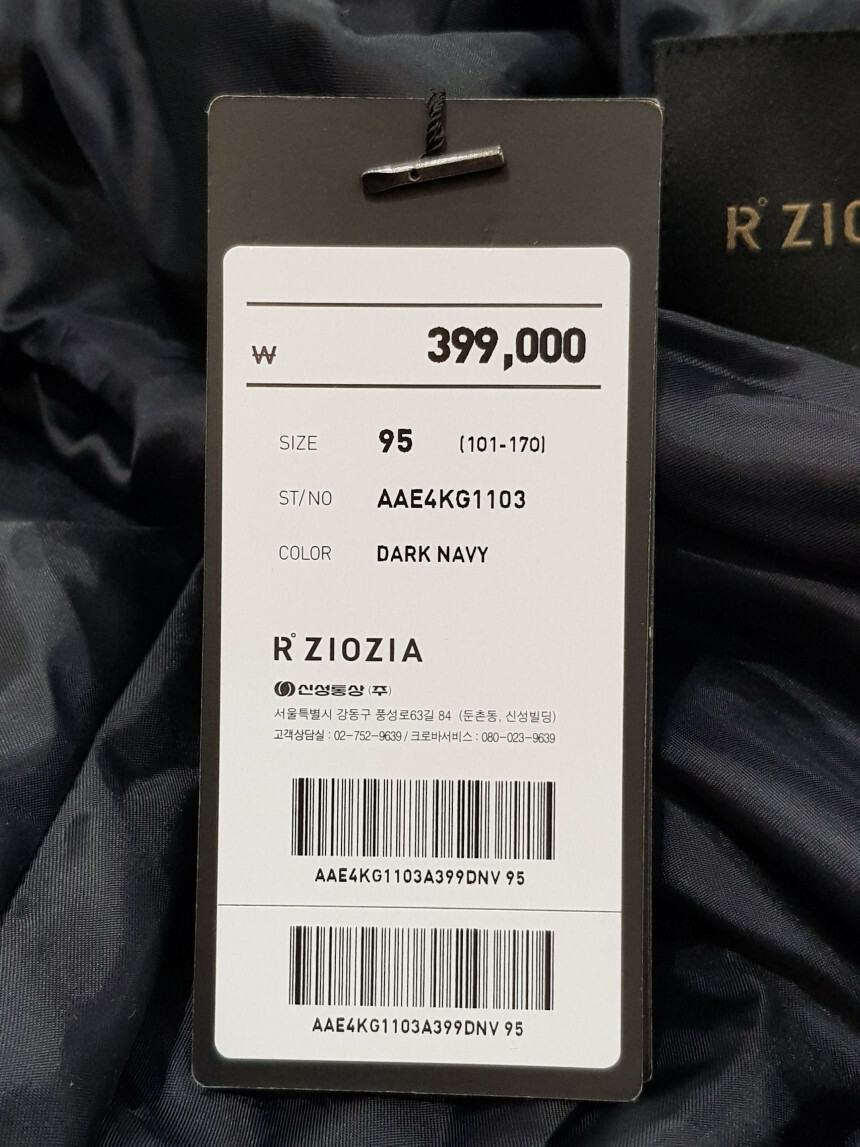 R° ZIO
₩ 399,000
SIZE 95 (101-170)
ST/NO AAE4KG1103
COLOR DARK NAVY
R° ZIOZIA
신성통상 (주)
서울특별시 강동구 풍성로63길 84 (둔촌동, 신성빌딩)
고객상담실 : 02-752-9639 / 크로바서비스 : 080-023-9639
AAE4KG1103A399DNV 95
AAE4KG1103A399DNV 95